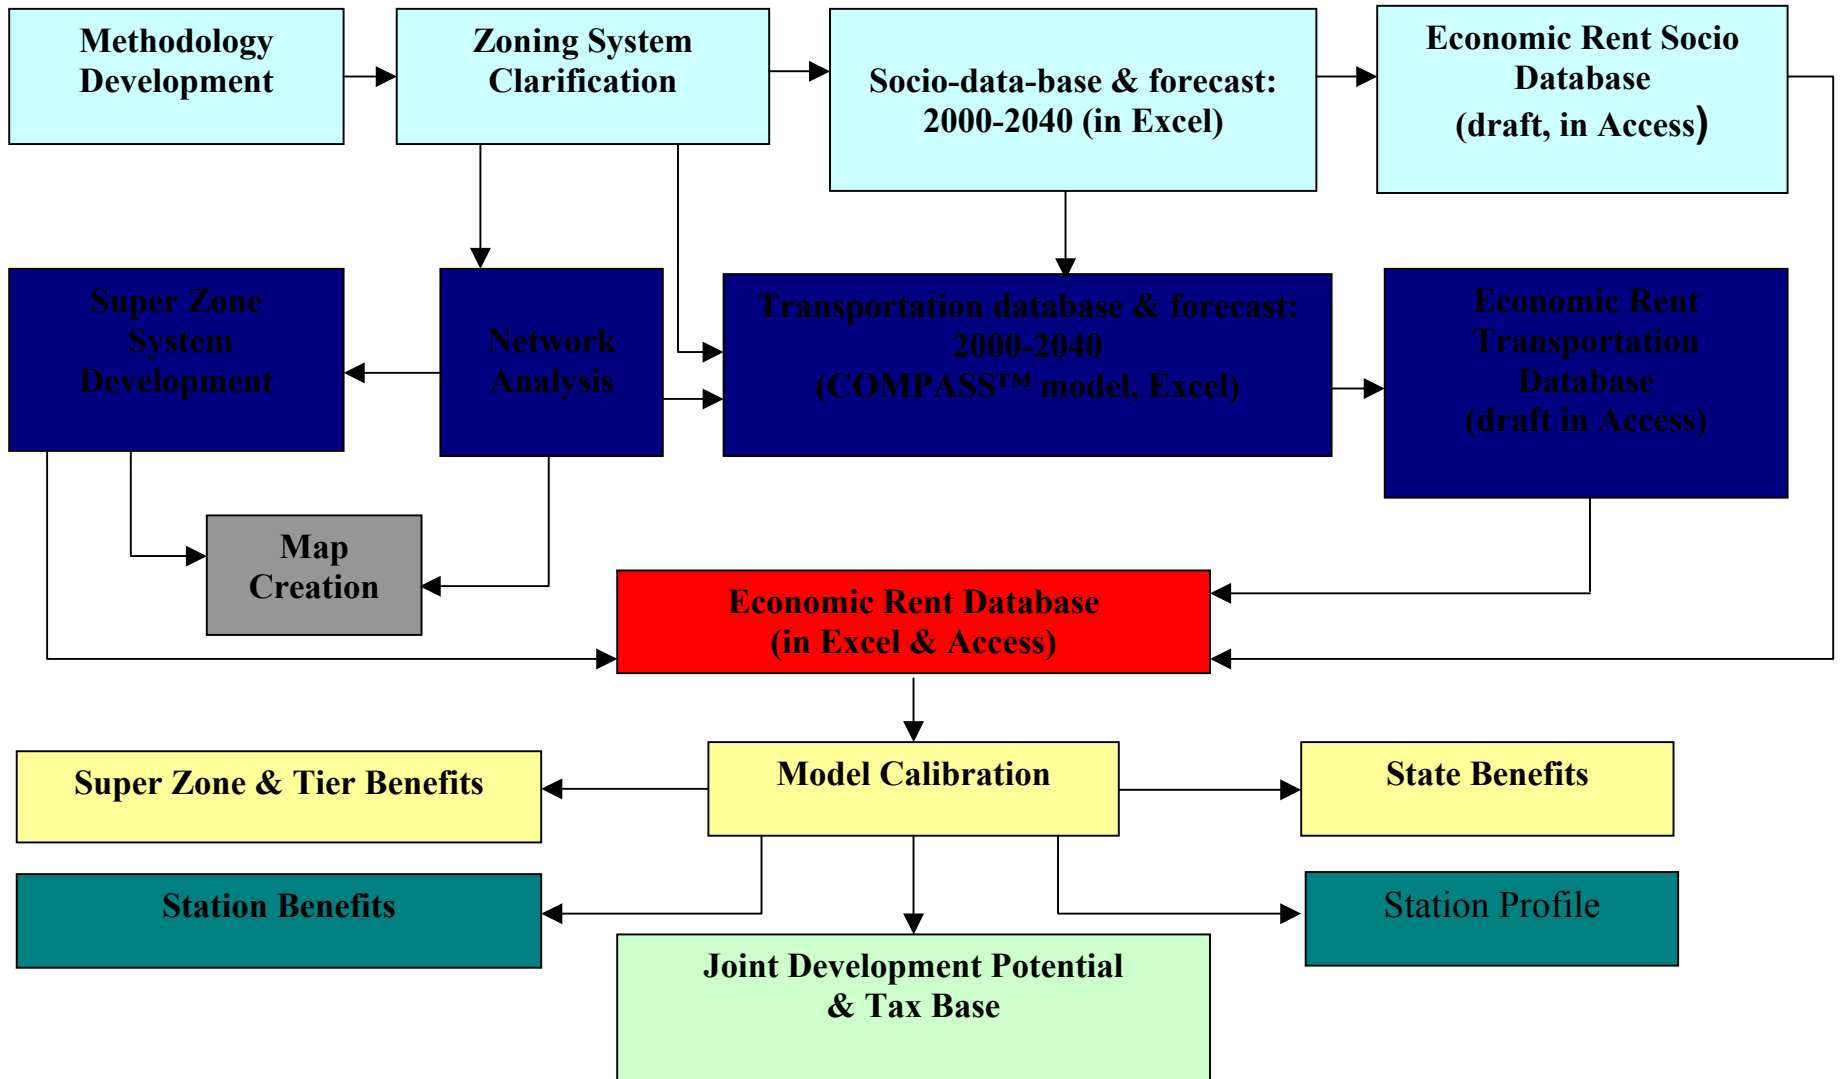 Methodology
Development
Zoning System
Clarification
Socio-data-base & forecast:
2000-2040 (in Excel)
Economic Rent Socio
Database
(draft, in Access)
Super Zone
System
Development
Network
Analysis
Transportation database & forecast:
2000-2040
(COMPASS™ model, Excel)
Economic Rent
Transportation
Database
(draft in Access)
Map
Creation
Economic Rent Database
(in Excel & Access)
Super Zone & Tier Benefits
Model Calibration
State Benefits
Station Benefits
Station Profile
Joint Development Potential
& Tax Base